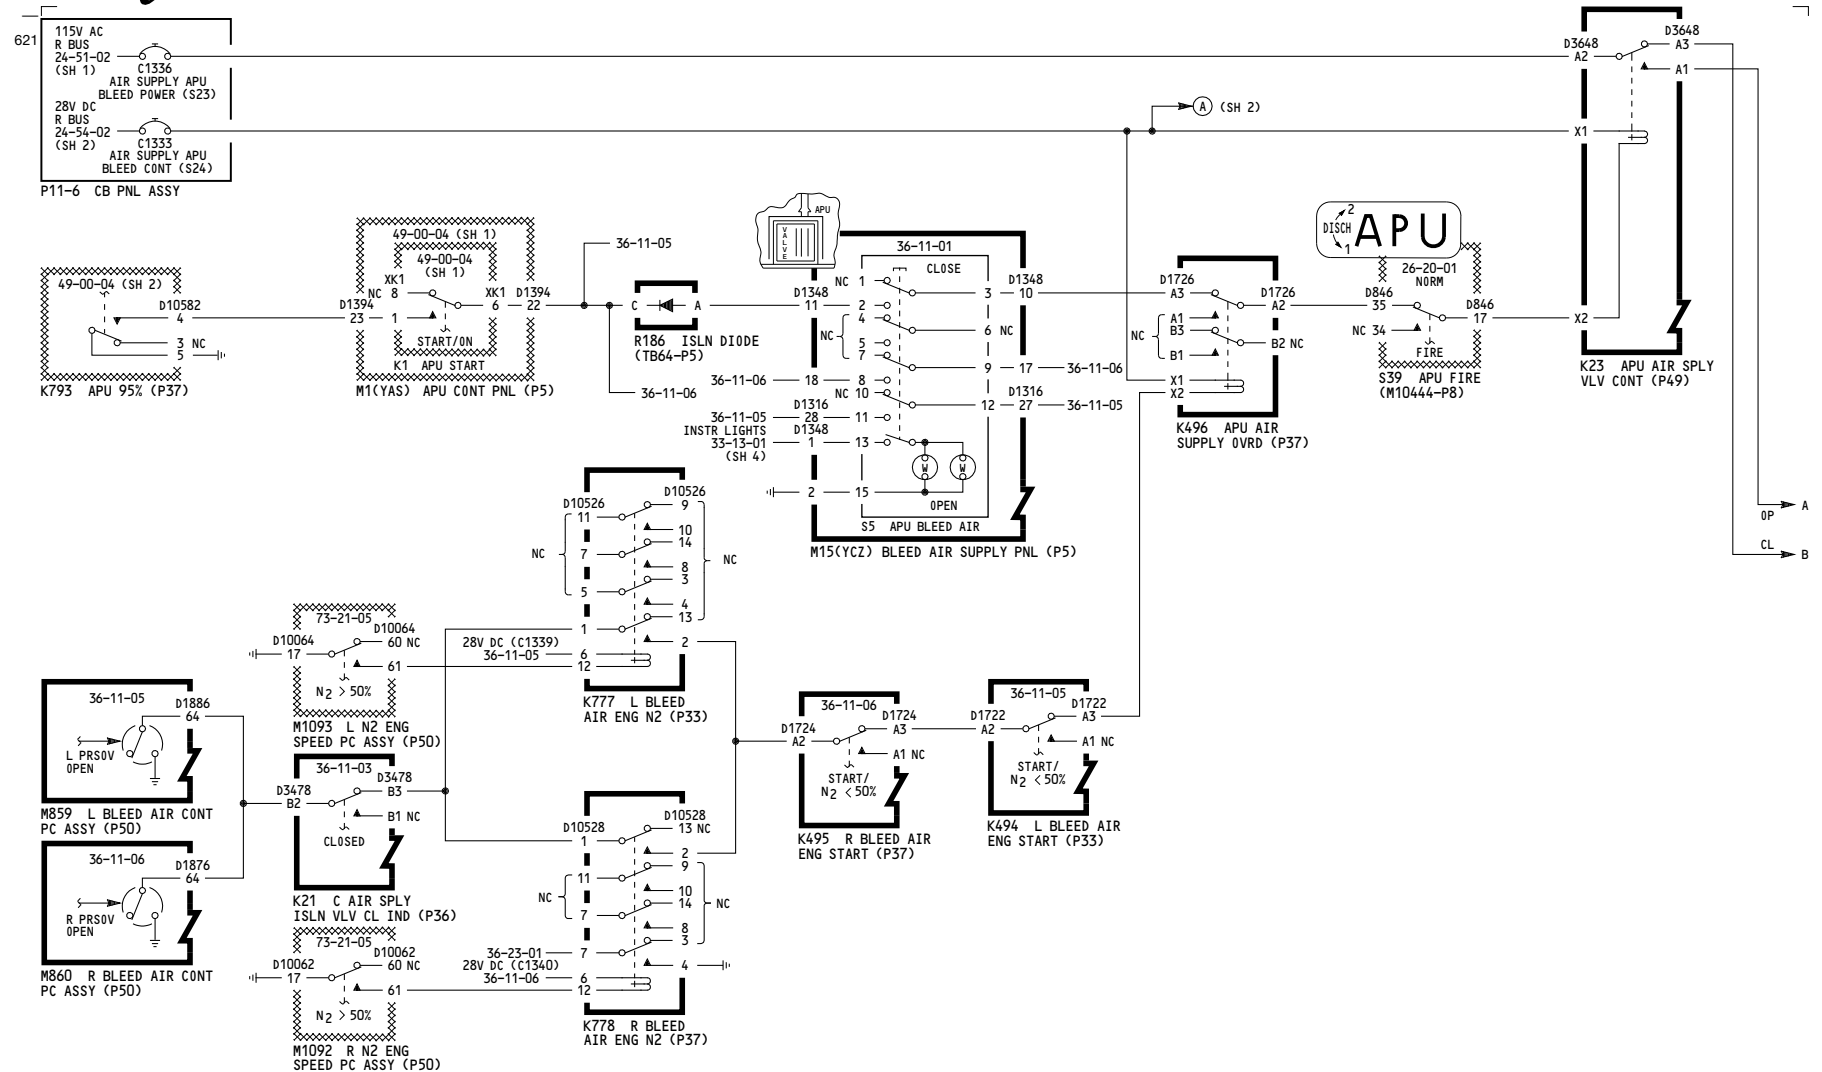 621
115V AC
R BUS
24-51-02
(SH 1)
C1336
AIR SUPPLY APU
BLEED POWER (S23)
28V DC
R BUS
24-54-02
(SH 2)
C1333
AIR SUPPLY APU
BLEED CONT (S24)
P11-6 CB PNL ASSY
A (SH 2)
D3648
A2
D3648
A3
A1
X1
X2
K23 APU AIR SPLY
VLV CONT (P49)
49-00-04 (SH 2)
D10582
4
3 NC
5
K793 APU 95% (P37)
49-00-04 (SH 1)
49-00-04
(SH 1)
XK1
NC 8
D1394
23
1
XK1
6
D1394
22
START/ON
K1 APU START
M1(YAS) APU CONT PNL (P5)
36-11-05
36-11-06
C A
R186 ISLN DIODE
(TB64-P5)
APU
VALVE
36-11-01
CLOSE
NC 1
D1348
11
2
4
NC
5
7
36-11-06 18 8
NC 10
D1316
36-11-05 28 11
INSTR LIGHTS
D1348
33-13-01 1 13
(SH 4)
2 15
3
D1348
10
6 NC
9 17 36-11-06
D1316
12 27 36-11-05
W W
OPEN
S5 APU BLEED AIR
M15(YCZ) BLEED AIR SUPPLY PNL (P5)
D1726
A3
A1
B3
NC
B1
X1
X2
D1726
A2
B2 NC
K496 APU AIR
SUPPLY OVRD (P37)
2
DISCH
1
APU
26-20-01
NORM
D846
35
D846
17
NC 34
FIRE
S39 APU FIRE
(M10444-P8)
OP A
CL B
D10526
11
7
5
NC
1
28V DC (C1339) 6
36-11-05
12
D10526
9
10
14
8
3
4
13
NC
2
K777 L BLEED
AIR ENG N2 (P33)
73-21-05
D10064
17
D10064
60 NC
61
N2 > 50%
M1093 L N2 ENG
SPEED PC ASSY (P50)
36-11-05
D1886
64
L PRSOV
OPEN
M859 L BLEED AIR CONT
PC ASSY (P50)
36-11-06
D1876
64
R PRSOV
OPEN
M860 R BLEED AIR CONT
PC ASSY (P50)
36-11-03
D3478
B2
D3478
B3
B1 NC
CLOSED
K21 C AIR SPLY
ISLN VLV CL IND (P36)
73-21-05
D10062
17
D10062
60 NC
61
N2 > 50%
M1092 R N2 ENG
SPEED PC ASSY (P50)
D10528
1
11
NC
7
36-23-01 7
28V DC (C1340)
36-11-06 6
12
D10528
13 NC
2
9
10
14
NC
8
3
4
K778 R BLEED
AIR ENG N2 (P37)
36-11-06
D1724
A2
D1724
A3
A1 NC
START/
N2 < 50%
K495 R BLEED AIR
ENG START (P37)
36-11-05
D1722
A2
D1722
A3
A1 NC
START/
N2 < 50%
K494 L BLEED AIR
ENG START (P33)